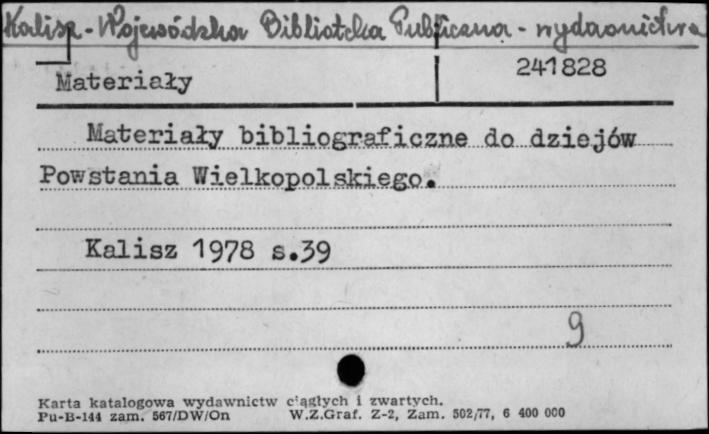 Kalisz - Wojewódzka Biblioteka Publiczna - wydawnictwa
Materiały 241828
Materiały bibliograficzne do dziejów
Powstania Wielkopolskiego.
Kalisz 1978 s.39
9
Karta katalogowa wydawnictw ciągłych i zwartych.
Pu-B-144 zam. 567/DW/On W.Z.Graf. Z-2, Zam. 502/77, 6 400 000